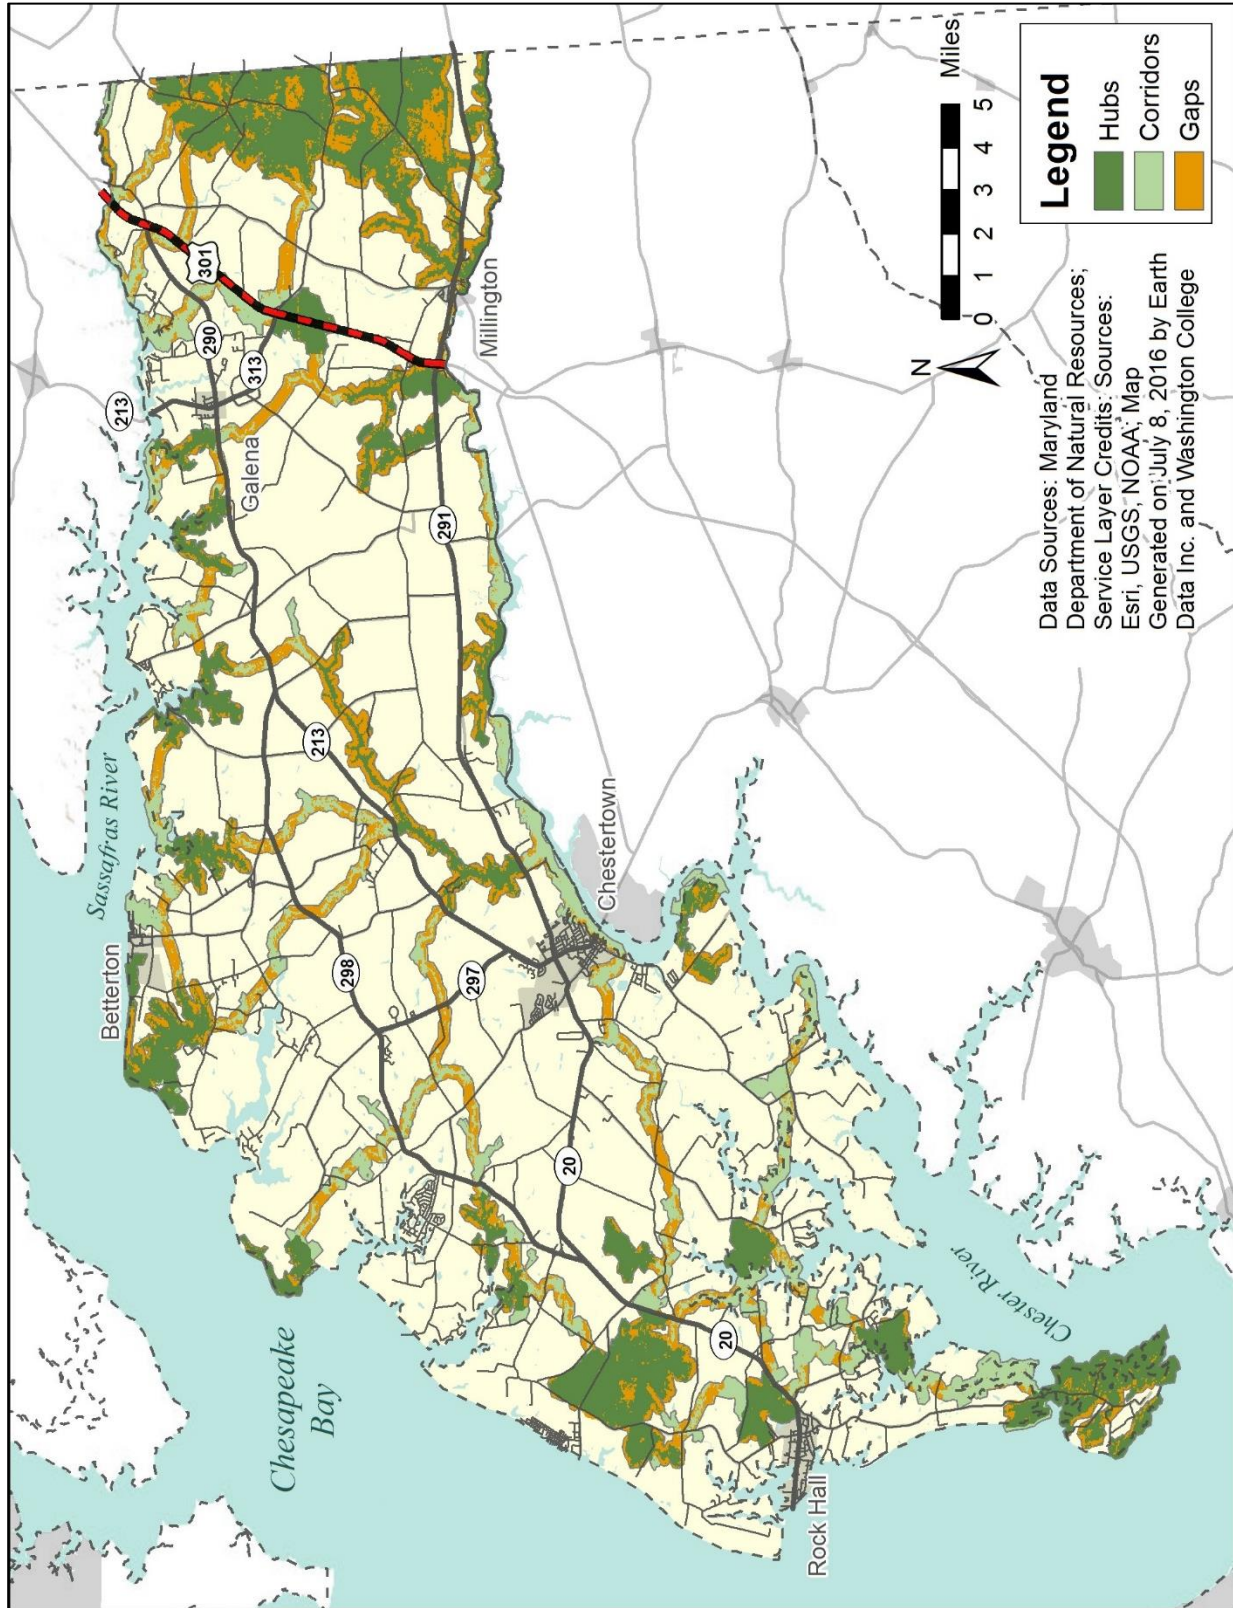 Sassafras River
Betterton
Chesapeake
Bay
Rock Hall
Chester River
Chestertown
Galena
Millington
213
290
301
313
291
213
298
297
20
20
N
0 1 2 3 4 5 Miles
Legend
Hubs
Corridors
Gaps
Data Sources: Maryland
Department of Natural Resources;
Service Layer Credits: Sources:
Esri, USGS, NOAA; Map
Generated on July 8, 2016 by Earth
Data Inc. and Washington College